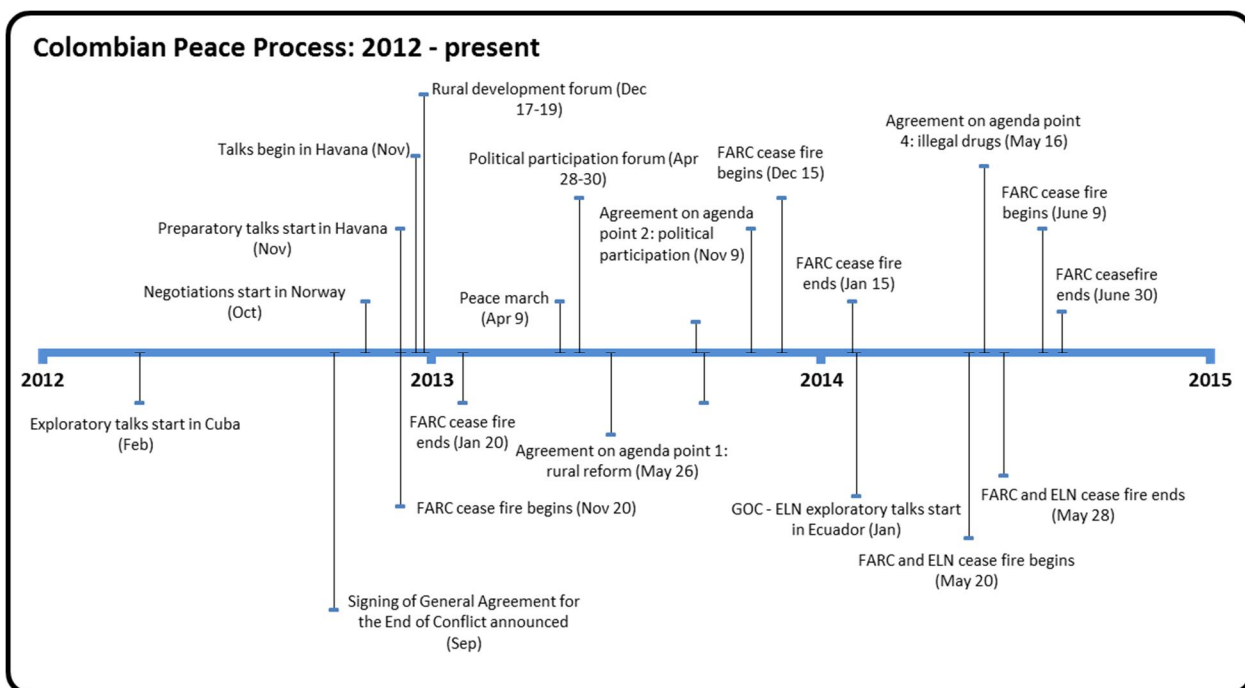 Colombian Peace Process: 2012 - present
Rural development forum (Dec
17-19)
Talks begin in Havana (Nov)
Preparatory talks start in Havana
(Nov)
Negotiations start in Norway
(Oct)
Political participation forum (Apr
28-30)
Peace march
(Apr 9)
Agreement on agenda
point 2: political
participation (Nov 9)
FARC cease fire
begins (Dec 15)
FARC cease fire
ends (Jan 15)
Agreement on agenda point
4: illegal drugs (May 16)
FARC cease fire
begins (June 9)
FARC ceasefire
ends (June 30)
2012
2013
2014
2015
Exploratory talks start in Cuba
(Feb)
Signing of General Agreement for
the End of Conflict announced
(Sep)
FARC cease fire begins (Nov 20)
FARC cease fire
ends (Jan 20)
Agreement on agenda point 1:
rural reform (May 26)
GOC - ELN exploratory talks start
in Ecuador (Jan)
FARC and ELN cease fire begins
(May 20)
FARC and ELN cease fire ends
(May 28)